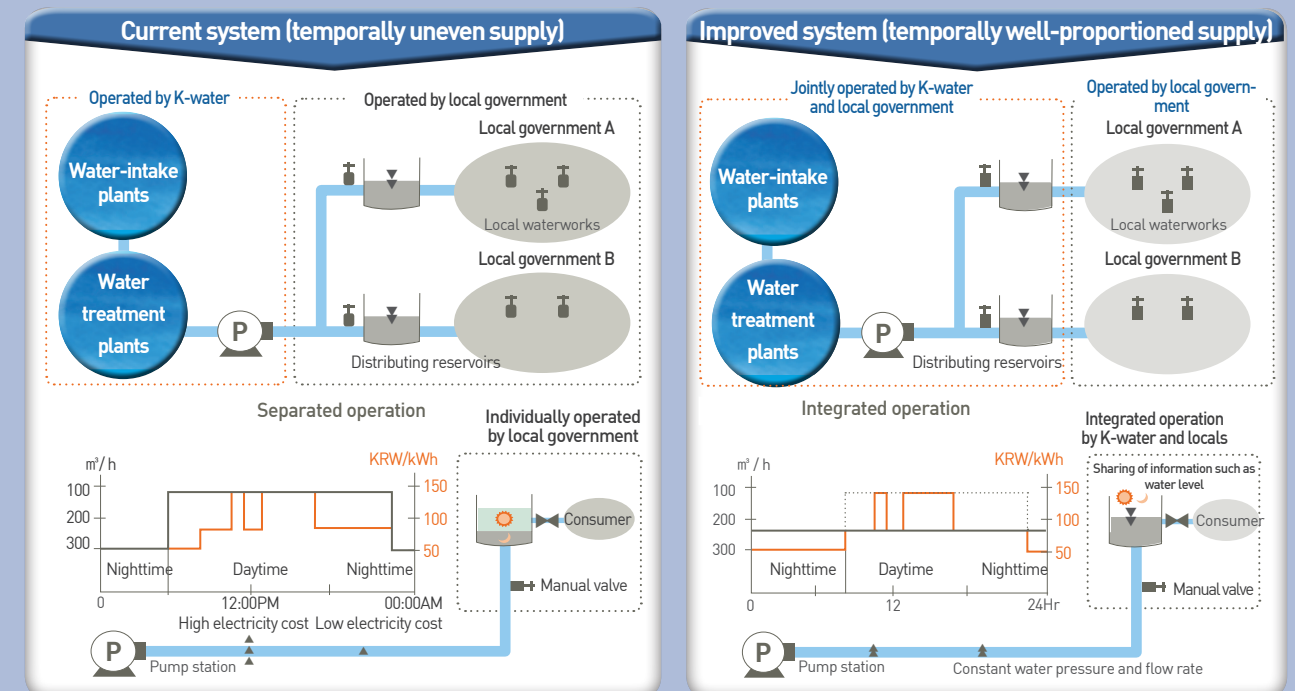 Current system (temporally uneven supply)
Operated by K-water
Operated by local government
Water-intake
plants
Water
treatment
plants
P
Local government A
Local waterworks
Local government B
Distributing reservoirs
Separated operation
Individually operated
by local government
m³/ h
KRW/kWh
100
200
300
150
100
50
Nighttime
Daytime
Nighttime
0
12:00PM
00:00AM
High electricity cost
Low electricity cost
Consumer
Manual valve
P
Pump station
Improved system (temporally well-proportioned supply)
Jointly operated by K-water
and local government
Operated by local govern-
ment
Water-intake
plants
Water
treatment
plants
P
Local government A
Local waterworks
Local government B
Distributing reservoirs
Integrated operation
Integrated operation
by K-water and locals
Sharing of information such as
water level
m³/ h
KRW/kWh
100
200
300
150
100
50
Nighttime
Daytime
Nighttime
0
12
24Hr
Consumer
Manual valve
P
Pump station
Constant water pressure and flow rate